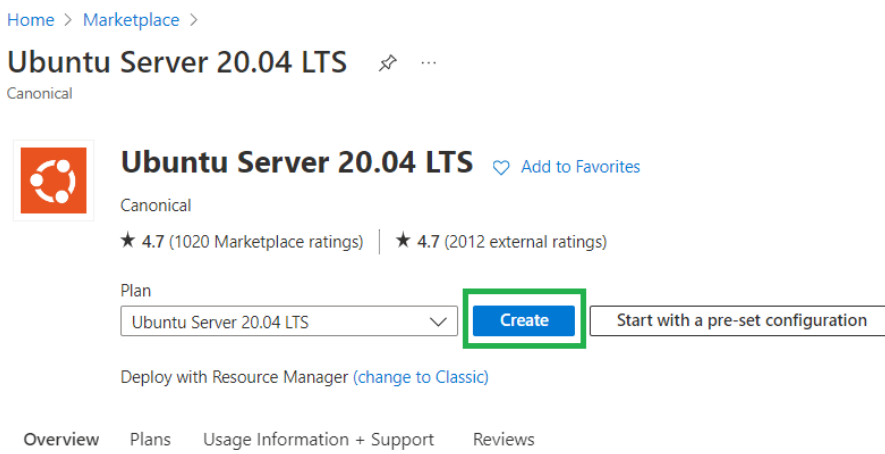 Home > Marketplace >
Ubuntu Server 20.04 LTS ...
Canonical
Ubuntu Server 20.04 LTS Add to Favorites
Canonical
★ 4.7 (1020 Marketplace ratings) | ★ 4.7 (2012 external ratings)
Plan
Ubuntu Server 20.04 LTS Create Start with a pre-set configuration
Deploy with Resource Manager (change to Classic)
Overview Plans Usage Information + Support Reviews